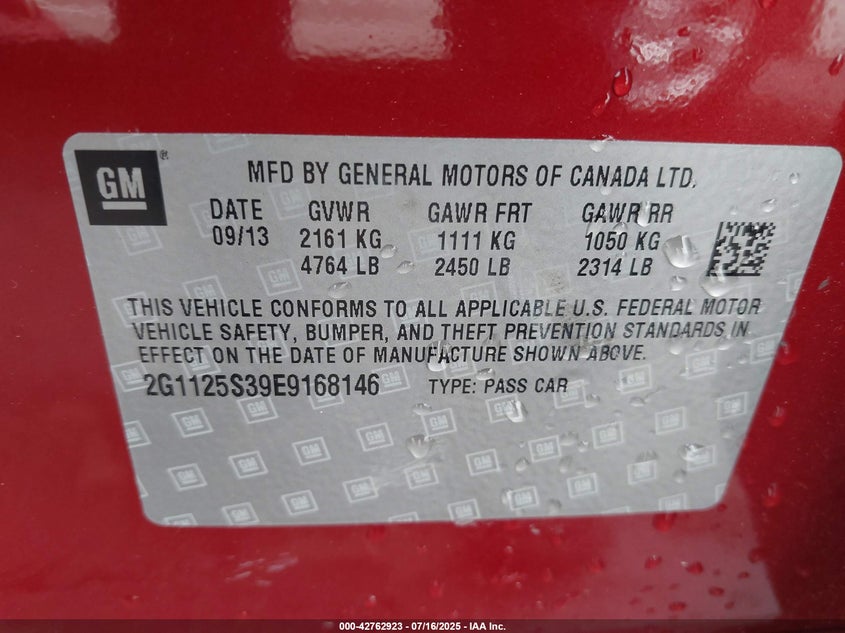 GM®
MFD BY GENERAL MOTORS OF CANADA LTD.
DATE GVWR GAWR FRT GAWR RR
09/13 2161 KG 1111 KG 1050 KG
4764 LB 2450 LB 2314 LB
THIS VEHICLE CONFORMS TO ALL APPLICABLE U.S. FEDERAL MOTOR
VEHICLE SAFETY, BUMPER, AND THEFT PREVENTION STANDARDS IN
EFFECT ON THE DATE OF MANUFACTURE SHOWN ABOVE.
2G1125S39E9168146 TYPE: PASS CAR
000-42762923 - 07/16/2025 - IAA Inc.